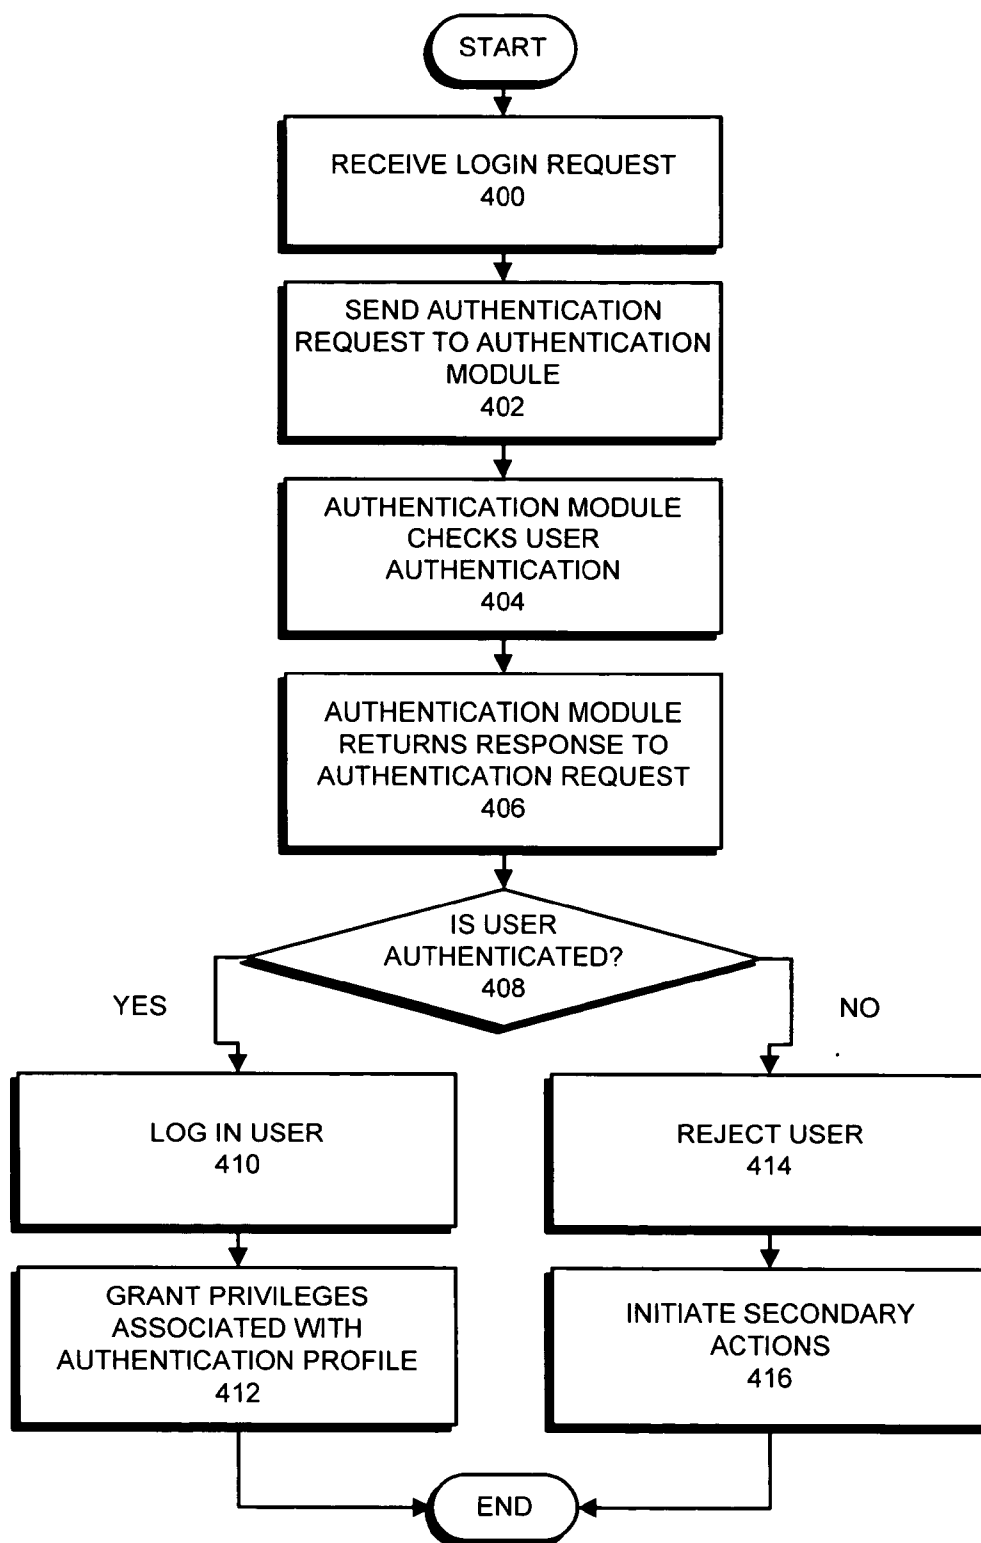 START
RECEIVE LOGIN REQUEST
400
SEND AUTHENTICATION
REQUEST TO AUTHENTICATION
MODULE
402
AUTHENTICATION MODULE
CHECKS USER
AUTHENTICATION
404
AUTHENTICATION MODULE
RETURNS RESPONSE TO
AUTHENTICATION REQUEST
406
IS USER
AUTHENTICATED?
408
YES
NO
LOG IN USER
410
REJECT USER
414
GRANT PRIVILEGES
ASSOCIATED WITH
AUTHENTICATION PROFILE
412
INITIATE SECONDARY
ACTIONS
416
END